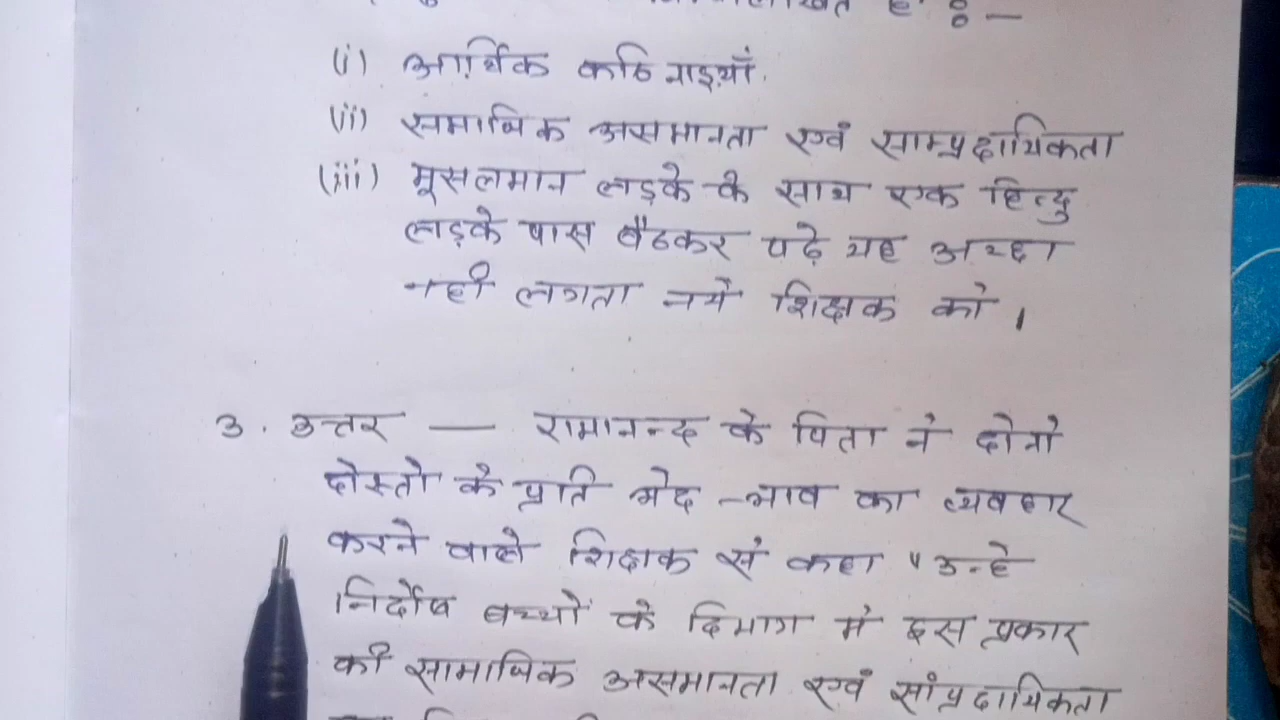 है :—
(i) आर्थिक कठिनाइयाँ.
(ii) समाजिक असमानता एवं साम्प्रदायिकता
(iii) मूसलमान लड़के के साथ एक हिन्दु
लड़के पास बैठकर पढ़े यह अच्छा
नही लगता नये शिक्षक को ।
3. उत्तर — रामानन्द के पिता ने दोनो
दोस्तो के प्रति भेद -भाव का व्यवहार
करने वाले शिक्षक से कहा "उन्हे
निर्दोष बच्चों के दिमाग मे इस प्रकार
की सामाजिक असमानता एवं सांप्रदायिकता